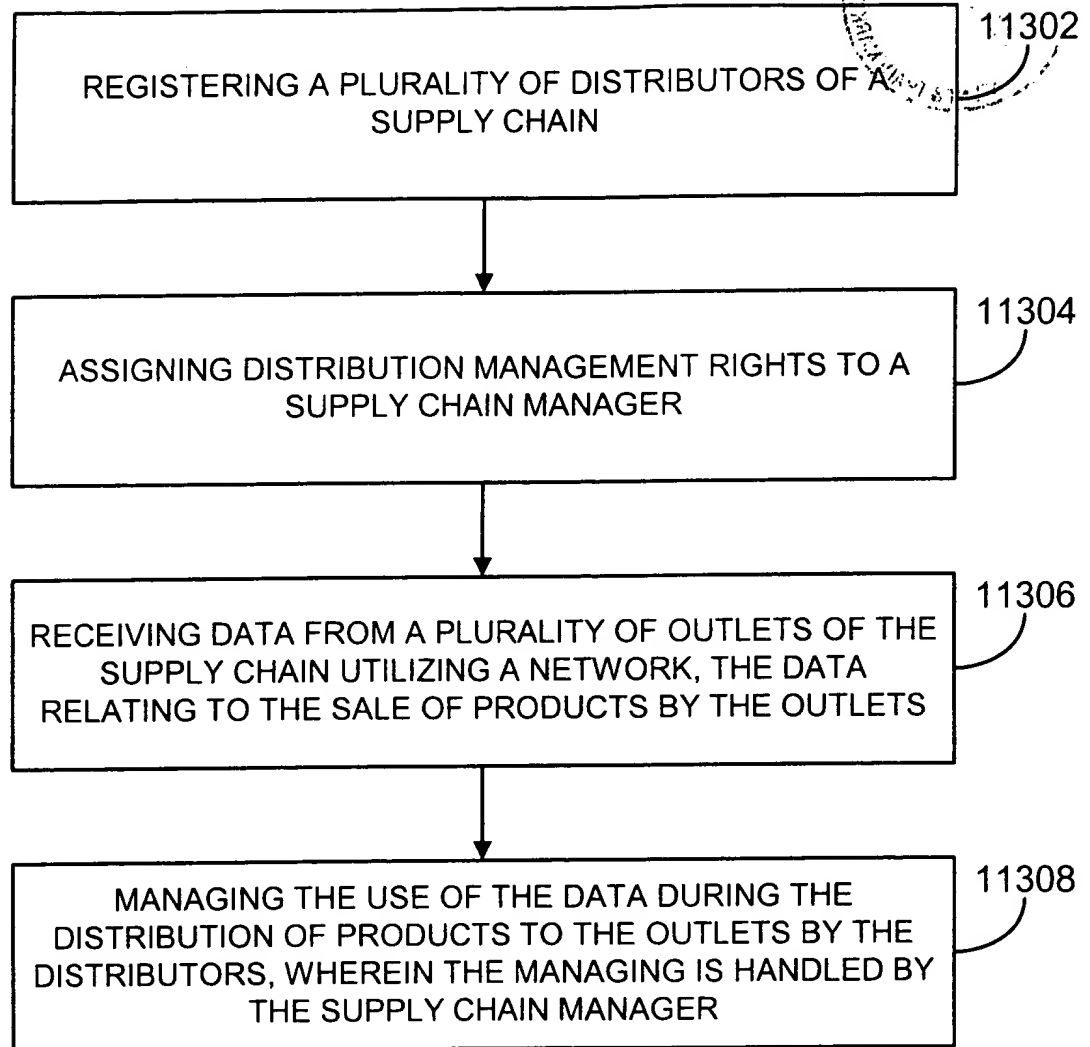 11302
REGISTERING A PLURALITY OF DISTRIBUTORS OF A
SUPPLY CHAIN
11304
ASSIGNING DISTRIBUTION MANAGEMENT RIGHTS TO A
SUPPLY CHAIN MANAGER
11306
RECEIVING DATA FROM A PLURALITY OF OUTLETS OF THE
SUPPLY CHAIN UTILIZING A NETWORK, THE DATA
RELATING TO THE SALE OF PRODUCTS BY THE OUTLETS
11308
MANAGING THE USE OF THE DATA DURING THE
DISTRIBUTION OF PRODUCTS TO THE OUTLETS BY THE
DISTRIBUTORS, WHEREIN THE MANAGING IS HANDLED BY
THE SUPPLY CHAIN MANAGER